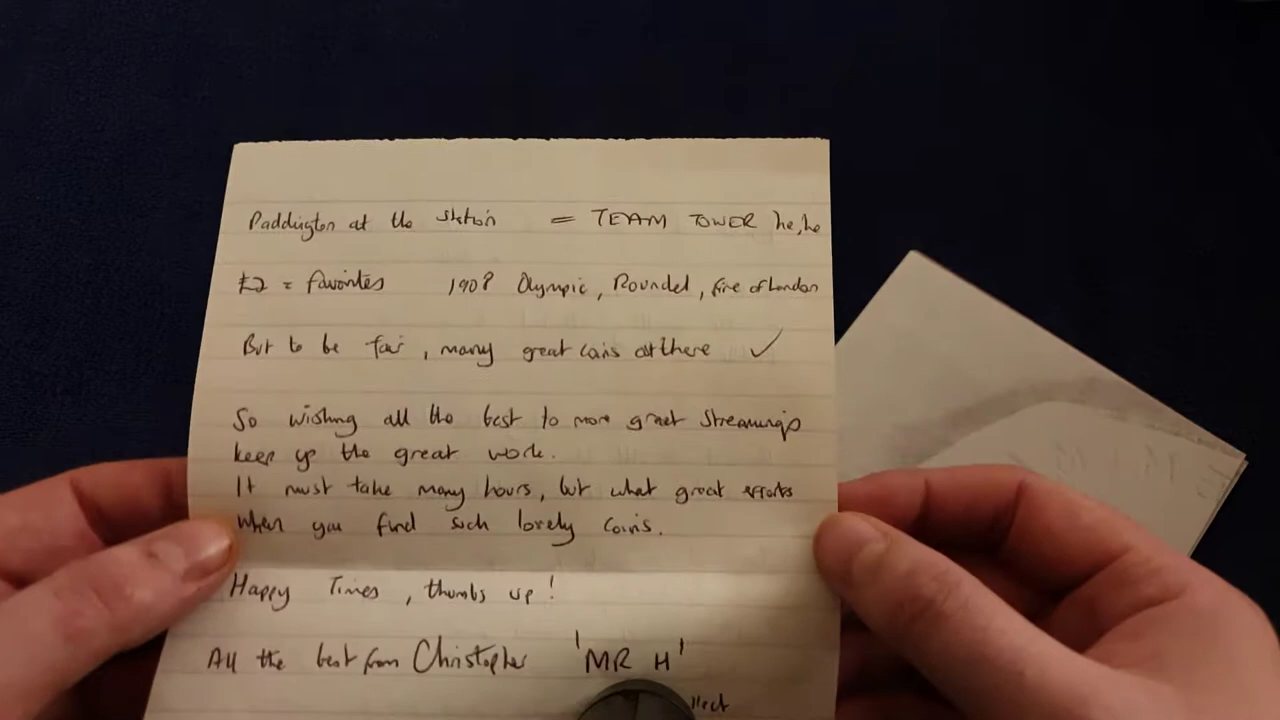 Paddington at the station = TEAM TOWER he, he
£2 = favorites 1908 Olympic, Rounded, fire of London
But to be fair, many great coins out there ✓
So wishing all the best to more great streamings
keep up the great work.
It must take many hours, but what great efforts
when you find such lovely coins.
Happy Times, thumbs up!
All the best from Christopher 'MR H'